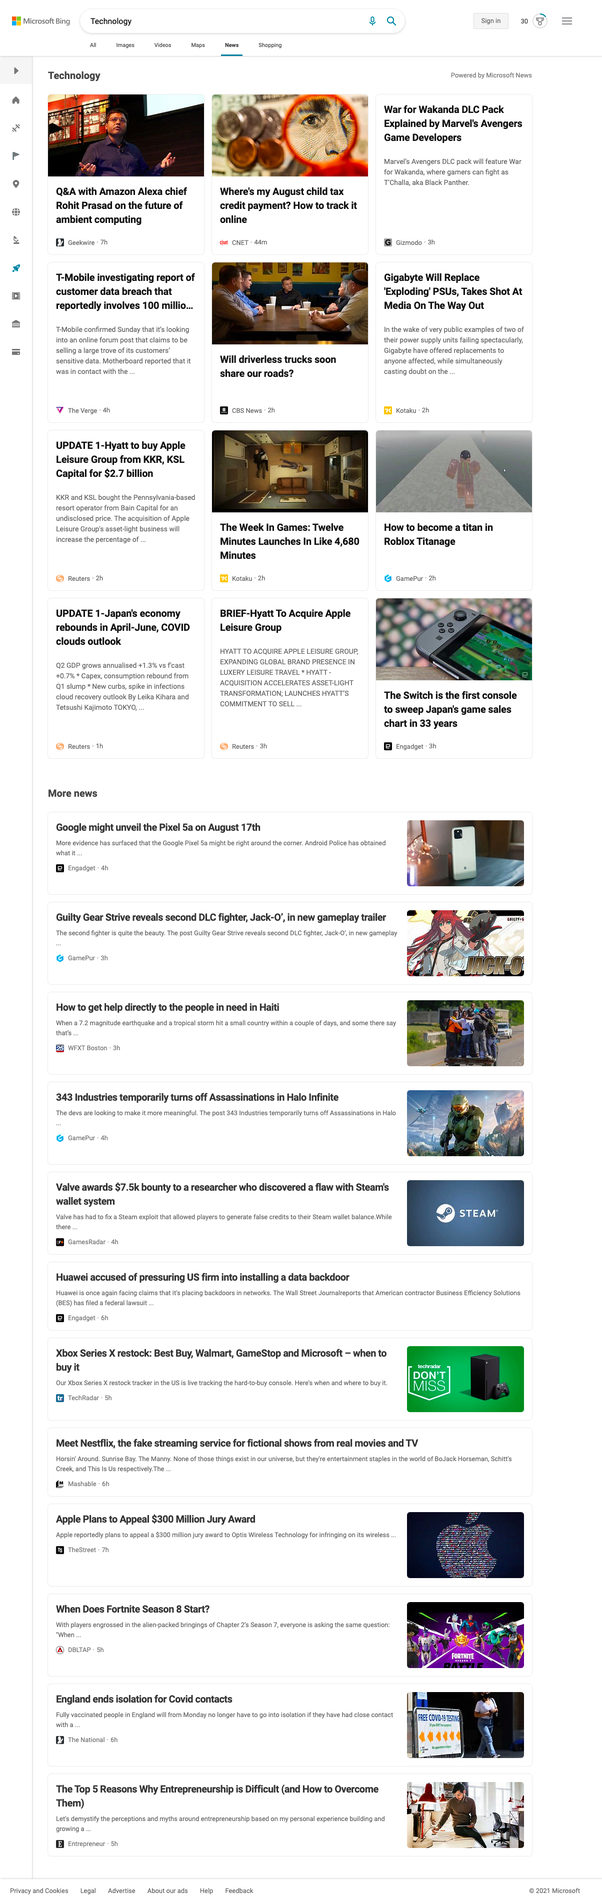 Microsoft Bing
Technology
Sign in
30
All
Images
Videos
Maps
News
Shopping
Technology
Powered by Microsoft News
Q&A with Amazon Alexa chief
Rohit Prasad on the future of
ambient computing
Geekwire · 7h
Where's my August child tax
credit payment? How to track it
online
CNET · 44m
War for Wakanda DLC Pack
Explained by Marvel's Avengers
Game Developers
Marvel's Avengers DLC pack will feature War
for Wakanda, where gamers can fight as
T'Challa, aka Black Panther.
Gizmodo · 3h
T-Mobile investigating report of
customer data breach that
reportedly involves 100 millio...
T-Mobile confirmed Sunday that it's looking
into an online forum post that claims to be
selling a large trove of its customers'
sensitive data. Motherboard reported that it
was in contact with the ...
The Verge · 4h
Will driverless trucks soon
share our roads?
CBS News · 2h
Gigabyte Will Replace
'Exploding' PSUs, Takes Shot At
Media On The Way Out
In the wake of very public examples of two of
their power supply units failing spectacularly,
Gigabyte have offered replacements to
anyone affected, while simultaneously
casting doubt on the ...
Kotaku · 2h
UPDATE 1-Hyatt to buy Apple
Leisure Group from KKR, KSL
Capital for $2.7 billion
KKR and KSL bought the Pennsylvania-based
resort operator from Bain Capital for an
undisclosed price. The acquisition of Apple
Leisure Group's asset-light business will
increase the percentage of ...
Reuters · 2h
The Week In Games: Twelve
Minutes Launches In Like 4,680
Minutes
Kotaku · 2h
How to become a titan in
Roblox Titanage
GamePur · 2h
UPDATE 1-Japan's economy
rebounds in April-June, COVID
clouds outlook
Q2 GDP grows annualised +1.3% vs f'cast
+0.7% * Capex, consumption rebound from
Q1 slump * New curbs, spike in infections
cloud recovery outlook By Leika Kihara and
Tetsushi Kajimoto TOKYO, ...
Reuters · 1h
BRIEF-Hyatt To Acquire Apple
Leisure Group
HYATT TO ACQUIRE APPLE LEISURE GROUP,
EXPANDING GLOBAL BRAND PRESENCE IN
LUXERY LEISURE TRAVEL * HYATT -
ACQUISITION ACCELERATES ASSET-LIGHT
TRANSFORMATION; LAUNCHES HYATT'S
COMMITMENT TO SELL ...
Reuters · 3h
The Switch is the first console
to sweep Japan's game sales
chart in 33 years
Engadget · 3h
More news
Google might unveil the Pixel 5a on August 17th
More evidence has surfaced that the Google Pixel 5a might be right around the corner. Android Police has obtained
what it ...
Engadget · 4h
Guilty Gear Strive reveals second DLC fighter, Jack-O', in new gameplay trailer
The second fighter is quite the beauty. The post Guilty Gear Strive reveals second DLC fighter, Jack-O', in new gameplay
...
GamePur · 3h
JACK-O
How to get help directly to the people in need in Haiti
When a 7.2 magnitude earthquake and a tropical storm hit a small country within a couple of days, and some there say
that's ...
WFXT Boston · 3h
343 Industries temporarily turns off Assassinations in Halo Infinite
The devs are looking to make it more meaningful. The post 343 Industries temporarily turns off Assassinations in Halo
...
GamePur · 4h
Valve awards $7.5k bounty to a researcher who discovered a flaw with Steam's
wallet system
Valve has had to fix a Steam exploit that allowed players to generate false credits to their Steam wallet balance.While
there ...
GamesRadar · 4h
STEAM
Huawei accused of pressuring US firm into installing a data backdoor
Huawei is once again facing claims that it's placing backdoors in networks. The Wall Street Journalreports that American contractor Business Efficiency Solutions
(BES) has filed a federal lawsuit ...
Engadget · 6h
Xbox Series X restock: Best Buy, Walmart, GameStop and Microsoft – when to
buy it
Our Xbox Series X restock tracker in the US is live tracking the hard-to-buy console. Here's when and where to buy it.
TechRadar · 5h
techradar
DON'T
MISS
Meet Nestflix, the fake streaming service for fictional shows from real movies and TV
Horsin' Around. Sunrise Bay. The Manny. None of those things exist in our universe, but they're entertainment staples in the world of BoJack Horseman, Schitt's
Creek, and This Is Us respectively.The ...
Mashable · 6h
Apple Plans to Appeal $300 Million Jury Award
Apple reportedly plans to appeal a $300 million jury award to Optis Wireless Technology for infringing on its wireless ...
TheStreet · 7h
When Does Fortnite Season 8 Start?
With players engrossed in the alien-packed bringings of Chapter 2's Season 7, everyone is asking the same question:
"When ...
DBLTAP · 5h
FORTNITE
BATTLE
England ends isolation for Covid contacts
Fully vaccinated people in England will from Monday no longer have to go into isolation if they have had close contact
with a ...
The National · 6h
FREE COVID-19 TESTING
The Top 5 Reasons Why Entrepreneurship is Difficult (and How to Overcome
Them)
Let's demystify the perceptions and myths around entrepreneurship based on my personal experience building and
growing a ...
Entrepreneur · 5h
Privacy and Cookies
Legal
Advertise
About our ads
Help
Feedback
© 2021 Microsoft